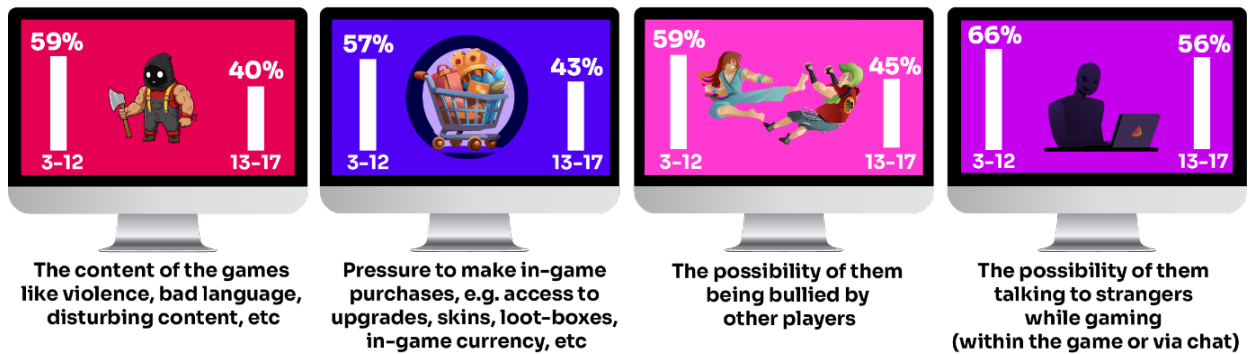 59%
40%
3-12
13-17
57%
43%
3-12
13-17
59%
45%
3-12
13-17
66%
56%
3-12
13-17
The content of the games
like violence, bad language,
disturbing content, etc
Pressure to make in-game
purchases, e.g. access to
upgrades, skins, loot-boxes,
in-game currency, etc
The possibility of them
being bullied by
other players
The possibility of them
talking to strangers
while gaming
(within the game or via chat)